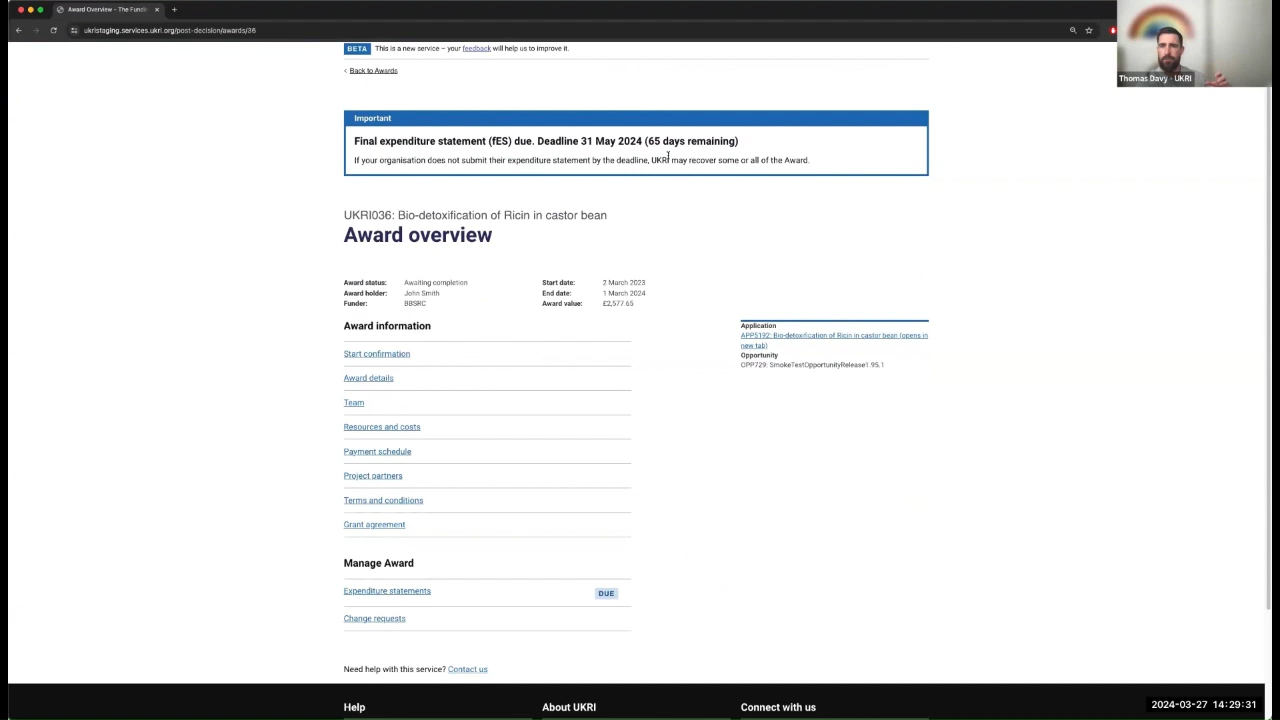 Award Overview – The Fundi
ukristaging.services.ukri.org/post-decision/awards/36
Thomas Davy - UKRI
BETA This is a new service – your feedback will help us to improve it.
Back to Awards
Important
Final expenditure statement (fES) due. Deadline 31 May 2024 (65 days remaining)
If your organisation does not submit their expenditure statement by the deadline, UKRI may recover some or all of the Award.
UKRI036: Bio-detoxification of Ricin in castor bean
Award overview
Award status: Awaiting completion Start date: 2 March 2023
Award holder: John Smith End date: 1 March 2024
Funder: BBSRC Award value: £2,577.65
Award information
Start confirmation
Award details
Team
Resources and costs
Payment schedule
Project partners
Terms and conditions
Grant agreement
Application
APP5192: Bio-detoxification of Ricin in castor bean (opens in
new tab)
Opportunity
OPP729: SmokeTestOpportunityRelease1.95.1
Manage Award
Expenditure statements DUE
Change requests
Need help with this service? Contact us
Help About UKRI Connect with us
2024-03-27 14:29:31